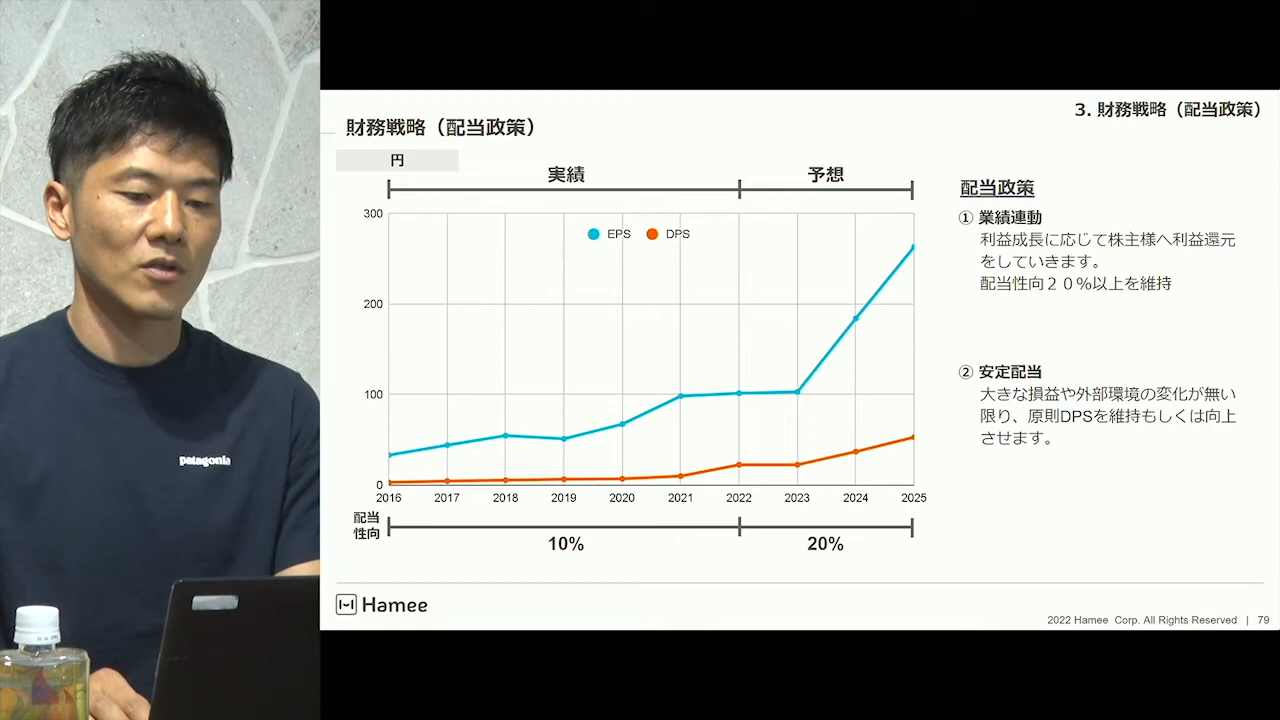 3. 財務戦略（配当政策）
財務戦略（配当政策）
円
実績
予想
300
200
100
0
EPS
DPS
2016
2017
2018
2019
2020
2021
2022
2023
2024
2025
配当
性向
10%
20%
配当政策
① 業績連動
利益成長に応じて株主様へ利益還元
をしていきます。
配当性向２０％以上を維持
② 安定配当
大きな損益や外部環境の変化が無い
限り、原則DPSを維持もしくは向上
させます。
patagonia
Hamee
2022 Hamee Corp. All Rights Reserved | 79